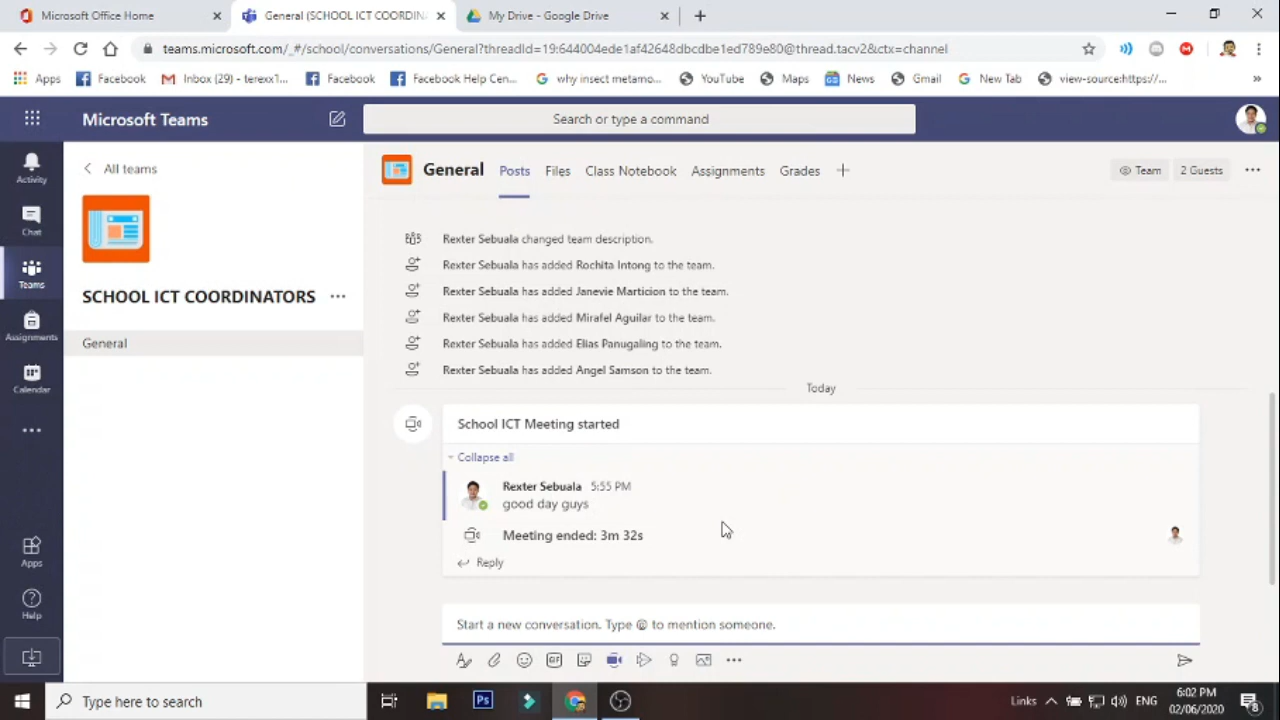 Microsoft Office Home
General (SCHOOL ICT COORDIN
My Drive - Google Drive
teams.microsoft.com/_#/school/conversations/General?threadId=19:644004ede1af42648dbcdbe1ed789e80@thread.tacv2&ctx=channel
Apps
Facebook
Inbox (29) - terexx1...
Facebook
Facebook Help Cen...
why insect metamo...
YouTube
Maps
News
Gmail
New Tab
view-source:https://...
Microsoft Teams
Search or type a command
Activity
Chat
Teams
Assignments
Calendar
Apps
Help
All teams
SCHOOL ICT COORDINATORS
General
General
Posts
Files
Class Notebook
Assignments
Grades
Team
2 Guests
Rexter Sebuala changed team description.
Rexter Sebuala has added Rochita Intong to the team.
Rexter Sebuala has added Janevie Marticion to the team.
Rexter Sebuala has added Mirafel Aguilar to the team.
Rexter Sebuala has added Elias Panugaling to the team.
Rexter Sebuala has added Angel Samson to the team.
Today
School ICT Meeting started
Collapse all
Rexter Sebuala 5:55 PM
good day guys
Meeting ended: 3m 32s
Reply
Start a new conversation. Type @ to mention someone.
GIF
Type here to search
Ps
Links
ENG
6:02 PM
02/06/2020
8